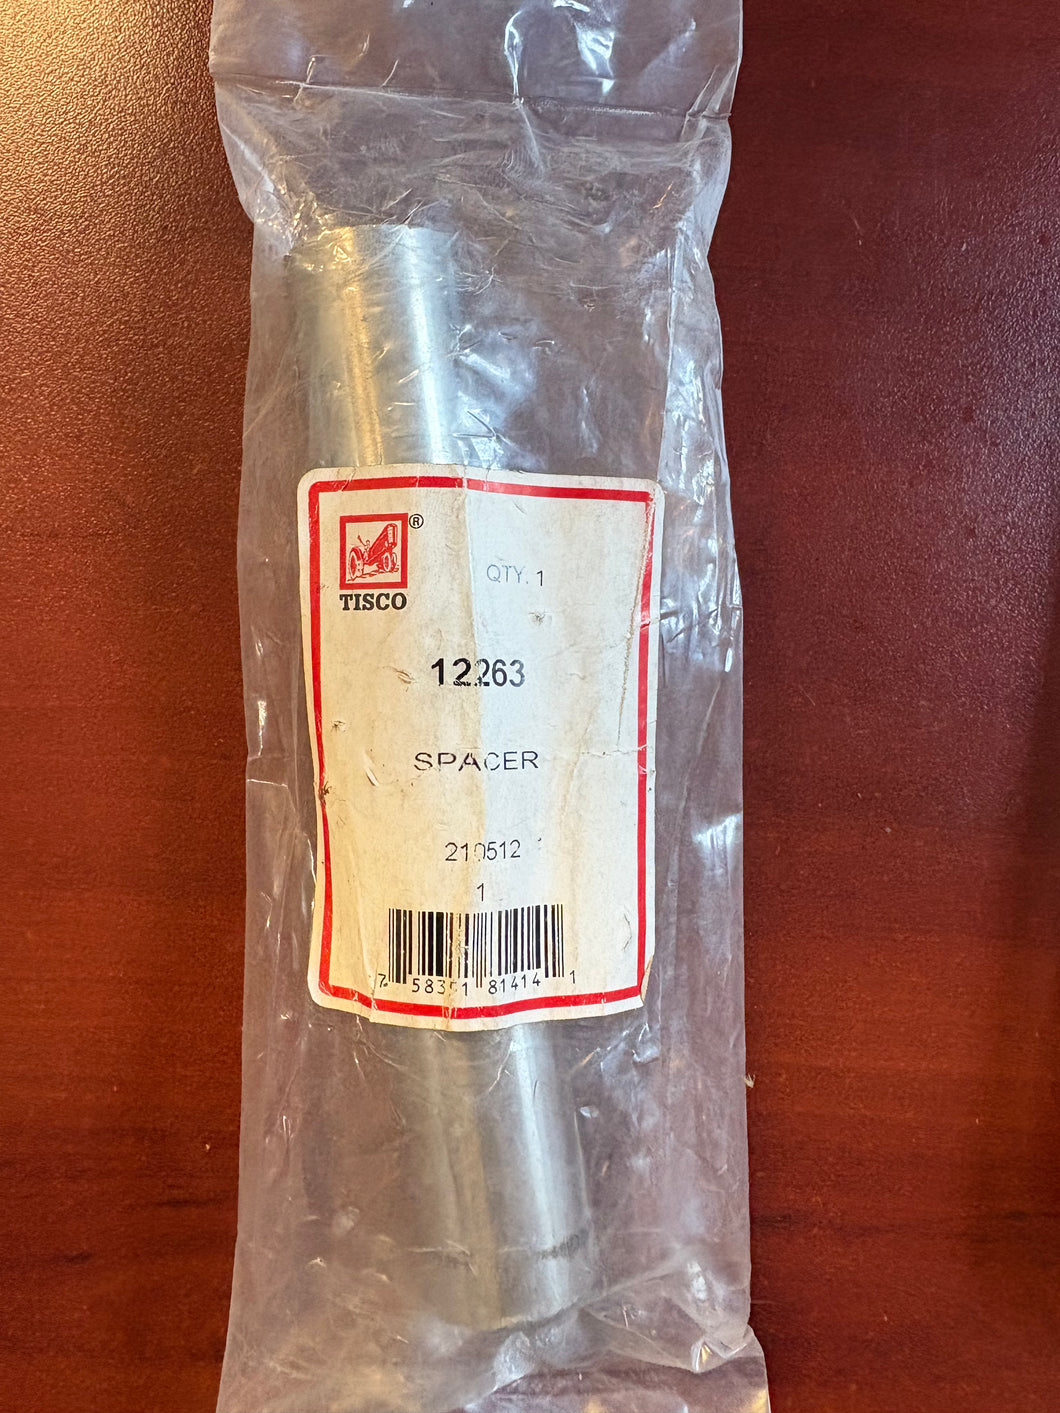 ®
TISCO
QTY. 1
12263
SPACER
210512
1
7 58351 81414 1